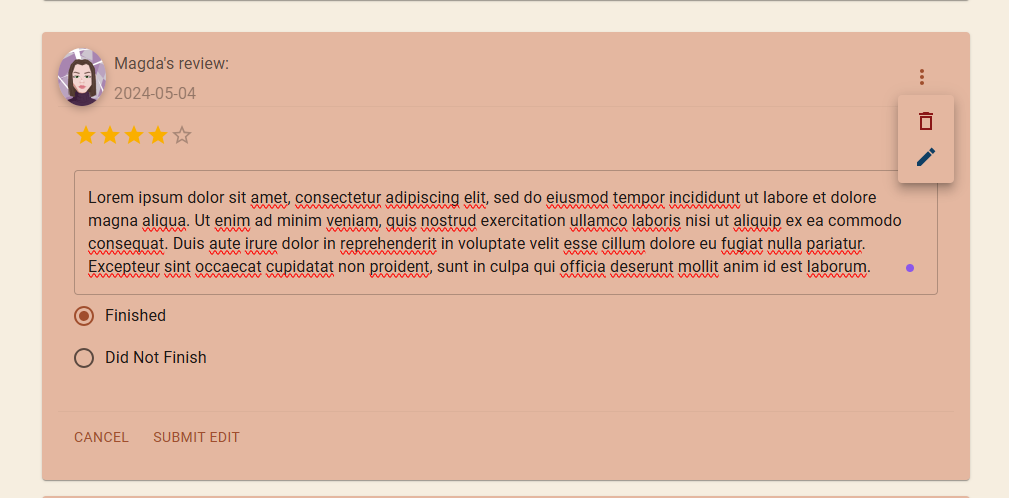 Magda's review:
2024-05-04
Lorem ipsum dolor sit amet, consectetur adipiscing elit, sed do eiusmod tempor incididunt ut labore et dolore
magna aliqua. Ut enim ad minim veniam, quis nostrud exercitation ullamco laboris nisi ut aliquip ex ea commodo
consequat. Duis aute irure dolor in reprehenderit in voluptate velit esse cillum dolore eu fugiat nulla pariatur.
Excepteur sint occaecat cupidatat non proident, sunt in culpa qui officia deserunt mollit anim id est laborum.
Finished
Did Not Finish
CANCEL SUBMIT EDIT